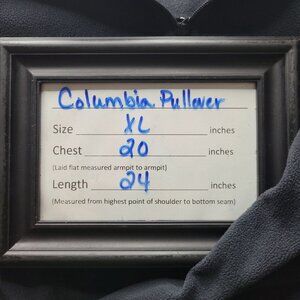 Columbia Pullover
Size XL inches
Chest 20 inches
(Laid flat measured armpit to armpit)
Length 24 inches
(Measured from highest point of shoulder to bottom seam)